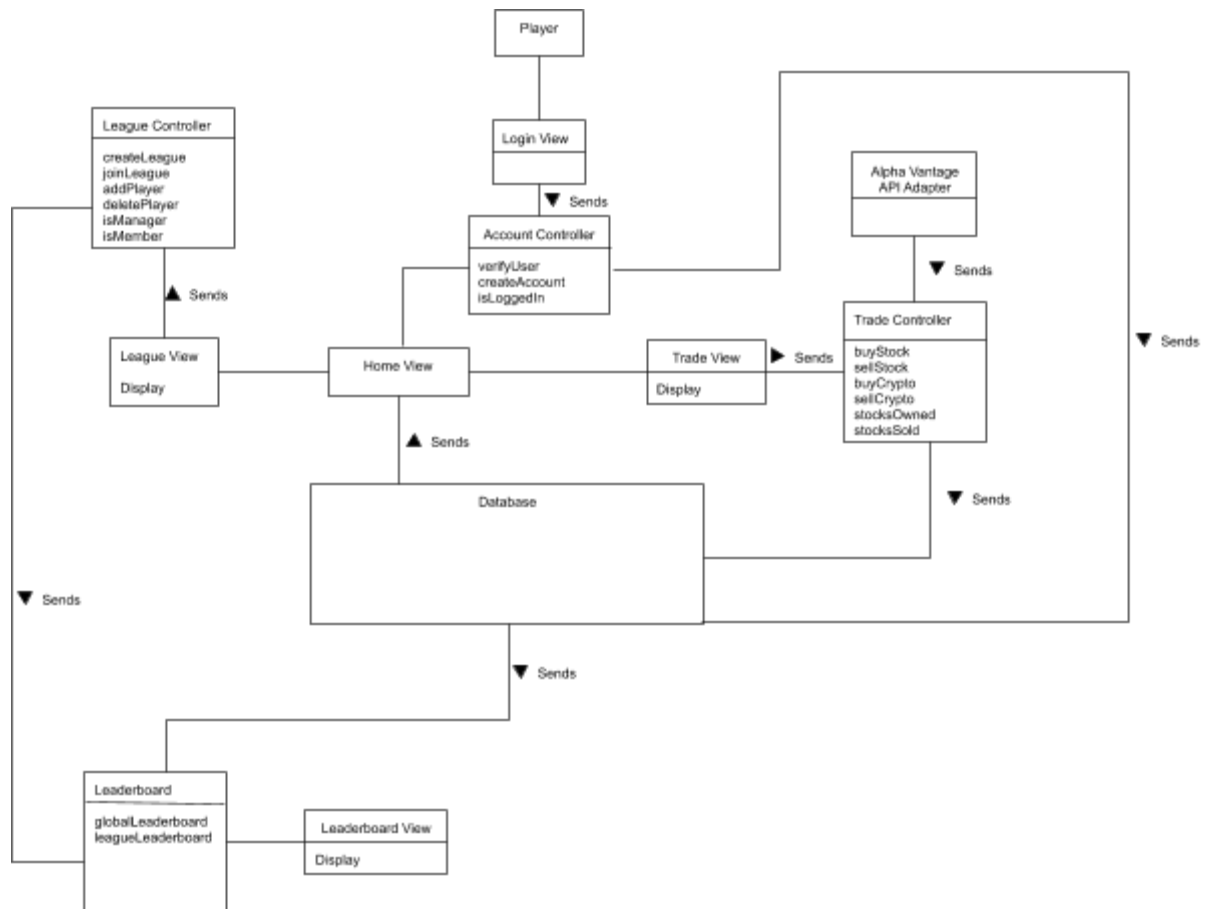 Player
League Controller
createLeague
joinLeague
addPlayer
deletePlayer
isManager
isMember
Login View
Sends
Alpha Vantage
API Adapter
Account Controller
verifyUser
createAccount
isLoggedIn
Sends
Sends
Trade Controller
buyStock
sellStock
buyCrypto
sellCrypto
stocksOwned
stocksSold
Sends
League View
Display
Home View
Trade View
Display
Sends
Sends
Sends
Database
Sends
Sends
Leaderboard
globalLeaderboard
leagueLeaderboard
Leaderboard View
Display